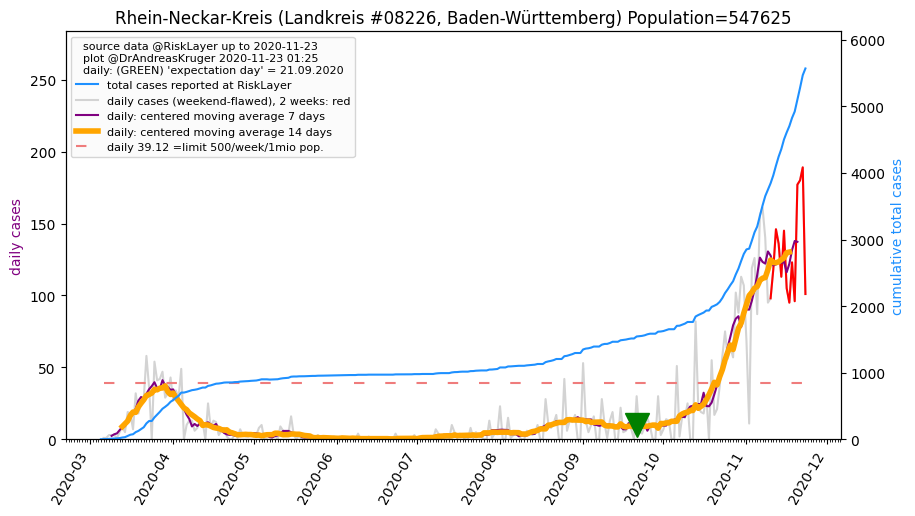 Rhein-Neckar-Kreis (Landkreis #08226, Baden-Württemberg) Population=547625
source data @RiskLayer up to 2020-11-23
plot @DrAndreasKruger 2020-11-23 01:25
daily: (GREEN) 'expectation day' = 21.09.2020
total cases reported at RiskLayer
daily cases (weekend-flawed), 2 weeks: red
daily: centered moving average 7 days
daily: centered moving average 14 days
daily 39.12 =limit 500/week/1mio pop.
daily cases
250
200
150
100
50
0
6000
5000
4000
3000
2000
1000
0
cumulative total cases
2020-03
2020-04
2020-05
2020-06
2020-07
2020-08
2020-09
2020-10
2020-11
2020-12